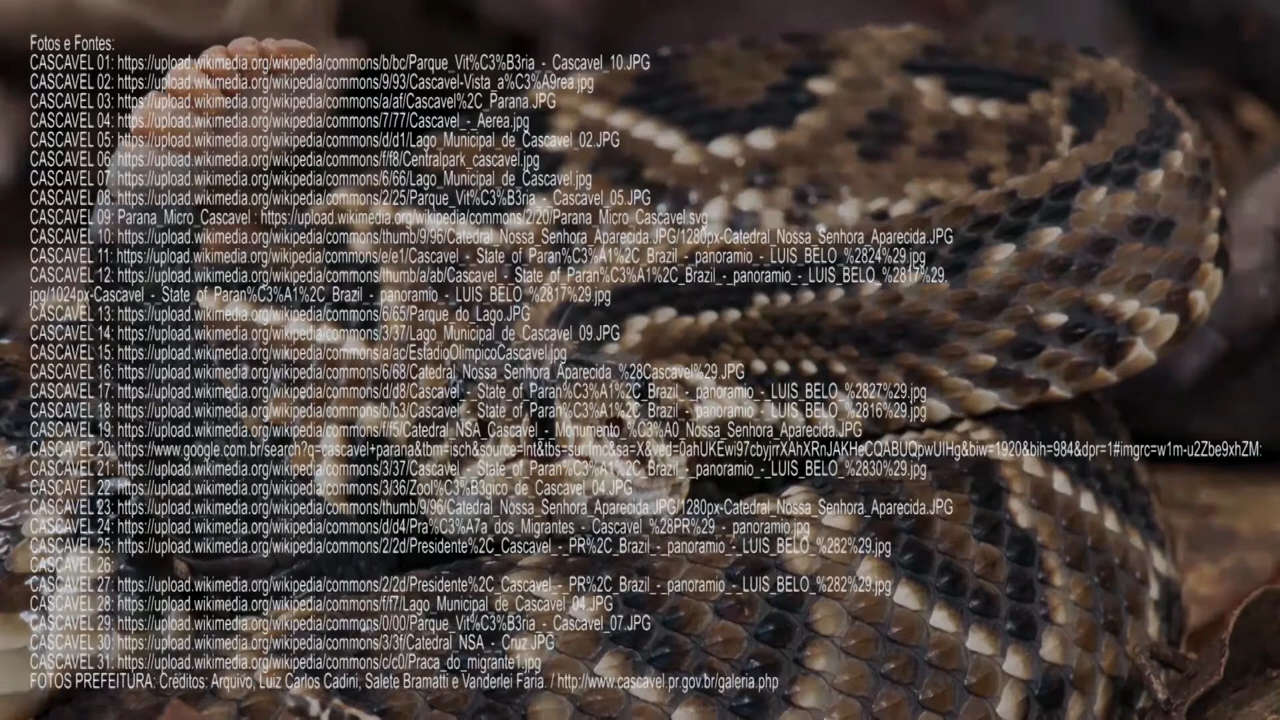 Fotos e Fontes:
CASCAVEL 01: https://upload.wikimedia.org/wikipedia/commons/b/bc/Parque_Vit%C3%B3ria_-_Cascavel_10.JPG
CASCAVEL 02: https://upload.wikimedia.org/wikipedia/commons/9/93/Cascavel-Vista_a%C3%A9rea.jpg
CASCAVEL 03: https://upload.wikimedia.org/wikipedia/commons/a/af/Cascavel%2C_Parana.JPG
CASCAVEL 04: https://upload.wikimedia.org/wikipedia/commons/7/77/Cascavel_-_Aerea.jpg
CASCAVEL 05: https://upload.wikimedia.org/wikipedia/commons/d/d1/Lago_Municipal_de_Cascavel_02.JPG
CASCAVEL 06: https://upload.wikimedia.org/wikipedia/commons/f/f8/Centralpark_cascavel.jpg
CASCAVEL 07: https://upload.wikimedia.org/wikipedia/commons/6/66/Lago_Municipal_de_Cascavel.jpg
CASCAVEL 08: https://upload.wikimedia.org/wikipedia/commons/2/25/Parque_Vit%C3%B3ria_-_Cascavel_05.JPG
CASCAVEL 09: Parana_Micro_Cascavel : https://upload.wikimedia.org/wikipedia/commons/2/20/Parana_Micro_Cascavel.svg
CASCAVEL 10: https://upload.wikimedia.org/wikipedia/commons/thumb/9/96/Catedral_Nossa_Senhora_Aparecida.JPG/1280px-Catedral_Nossa_Senhora_Aparecida.JPG
CASCAVEL 11: https://upload.wikimedia.org/wikipedia/commons/e/e1/Cascavel_-_State_of_Paran%C3%A1%2C_Brazil_-_panoramio_-_LUIS_BELO_%2824%29.jpg
CASCAVEL 12: https://upload.wikimedia.org/wikipedia/commons/thumb/a/ab/Cascavel_-_State_of_Paran%C3%A1%2C_Brazil_-_panoramio_-_LUIS_BELO_%2817%29.
jpg/1024px-Cascavel_-_State_of_Paran%C3%A1%2C_Brazil_-_panoramio_-_LUIS_BELO_%2817%29.jpg
CASCAVEL 13: https://upload.wikimedia.org/wikipedia/commons/6/65/Parque_do_Lago.JPG
CASCAVEL 14: https://upload.wikimedia.org/wikipedia/commons/3/37/Lago_Municipal_de_Cascavel_09.JPG
CASCAVEL 15: https://upload.wikimedia.org/wikipedia/commons/a/ac/EstadioOlimpicoCascavel.jpg
CASCAVEL 16: https://upload.wikimedia.org/wikipedia/commons/6/68/Catedral_Nossa_Senhora_Aparecida_%28Cascavel%29.JPG
CASCAVEL 17: https://upload.wikimedia.org/wikipedia/commons/d/d8/Cascavel_-_State_of_Paran%C3%A1%2C_Brazil_-_panoramio_-_LUIS_BELO_%2827%29.jpg
CASCAVEL 18: https://upload.wikimedia.org/wikipedia/commons/b/b3/Cascavel_-_State_of_Paran%C3%A1%2C_Brazil_-_panoramio_-_LUIS_BELO_%2816%29.jpg
CASCAVEL 19: https://upload.wikimedia.org/wikipedia/commons/f/f5/Catedral_NSA_Cascavel_-_Monumento_%C3%A0_Nossa_Senhora_Aparecida.JPG
CASCAVEL 20: https://www.google.com.br/search?q=cascavel+parana&tbm=isch&source=lnt&tbs=sur:fmc&sa=X&ved=0ahUKEwi97cbyjrrXAhXRnJAKHeCQABUQpwUIHg&biw=1920&bih=984&dpr=1#imgrc=w1m-u2Zbe9xhZM:
CASCAVEL 21: https://upload.wikimedia.org/wikipedia/commons/3/37/Cascavel_-_State_of_Paran%C3%A1%2C_Brazil_-_panoramio_-_LUIS_BELO_%2830%29.jpg
CASCAVEL 22: https://upload.wikimedia.org/wikipedia/commons/3/36/Zool%C3%B3gico_de_Cascavel_04.JPG
CASCAVEL 23: https://upload.wikimedia.org/wikipedia/commons/thumb/9/96/Catedral_Nossa_Senhora_Aparecida.JPG/1280px-Catedral_Nossa_Senhora_Aparecida.JPG
CASCAVEL 24: https://upload.wikimedia.org/wikipedia/commons/d/d4/Pra%C3%A7a_dos_Migrantes_-_Cascavel_%28PR%29_-_panoramio.jpg
CASCAVEL 25: https://upload.wikimedia.org/wikipedia/commons/2/2d/Presidente%2C_Cascavel_-_PR%2C_Brazil_-_panoramio_-_LUIS_BELO_%282%29.jpg
CASCAVEL 26:
CASCAVEL 27: https://upload.wikimedia.org/wikipedia/commons/2/2d/Presidente%2C_Cascavel_-_PR%2C_Brazil_-_panoramio_-_LUIS_BELO_%282%29.jpg
CASCAVEL 28: https://upload.wikimedia.org/wikipedia/commons/f/f7/Lago_Municipal_de_Cascavel_04.JPG
CASCAVEL 29: https://upload.wikimedia.org/wikipedia/commons/0/00/Parque_Vit%C3%B3ria_-_Cascavel_07.JPG
CASCAVEL 30: https://upload.wikimedia.org/wikipedia/commons/3/3f/Catedral_NSA_-_Cruz.JPG
CASCAVEL 31: https://upload.wikimedia.org/wikipedia/commons/c/c0/Praca_do_migrante1.jpg
FOTOS PREFEITURA: Créditos: Arquivo, Luiz Carlos Cadini, Salete Bramatti e Vanderlei Faria. / http://www.cascavel.pr.gov.br/galeria.php